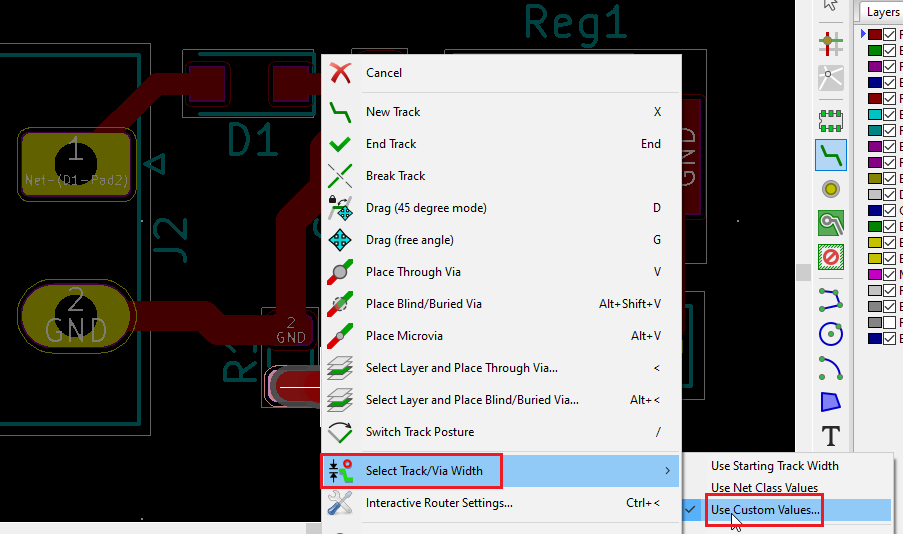 Reg1
Layers
Cancel
New Track X
End Track End
Break Track
Drag (45 degree mode) D
Drag (free angle) G
Place Through Via V
Place Blind/Buried Via Alt+Shift+V
Place Microvia Alt+V
Select Layer and Place Through Via... <
Select Layer and Place Blind/Buried Via... Alt+<
Switch Track Posture /
Select Track/Via Width
Interactive Router Settings... Ctrl+<
Use Starting Track Width
Use Net Class Values
Use Custom Values...
D1
1
Net-(D1-Pad2)
J2
2
GND
2
GND
GND
T